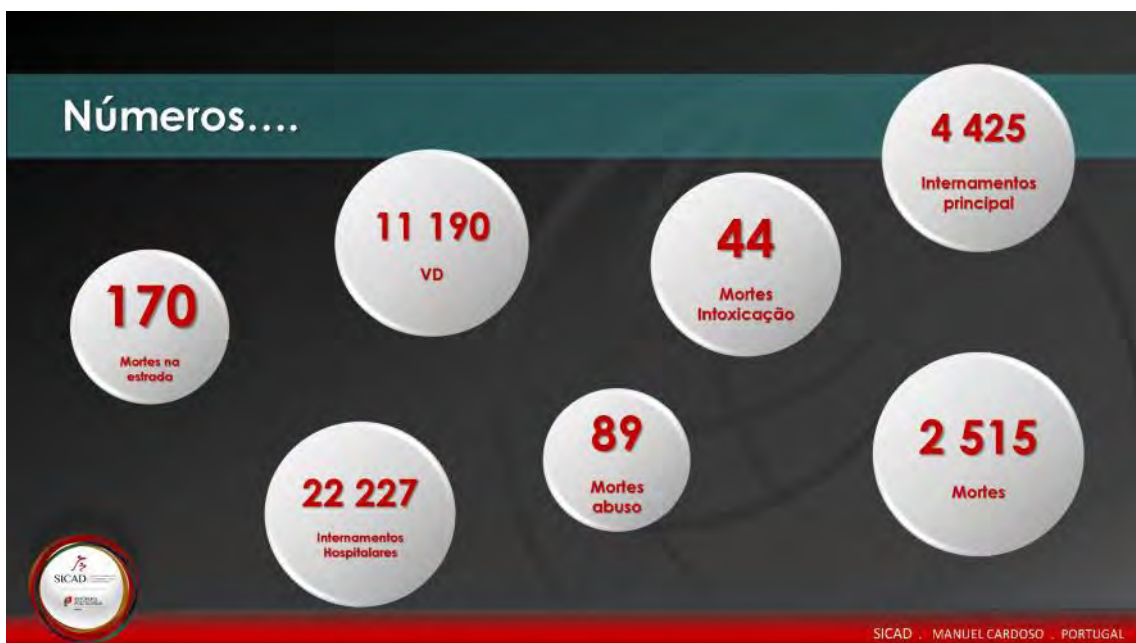 Números....
4 425
Internamentos
principal
11 190
VD
44
Mortes
Intoxicação
170
Mortes na
estrada
2 515
Mortes
89
Mortes
abuso
22 227
Internamentos
Hospitalares
SICAD
SICAD . MANUEL CARDOSO . PORTUGAL